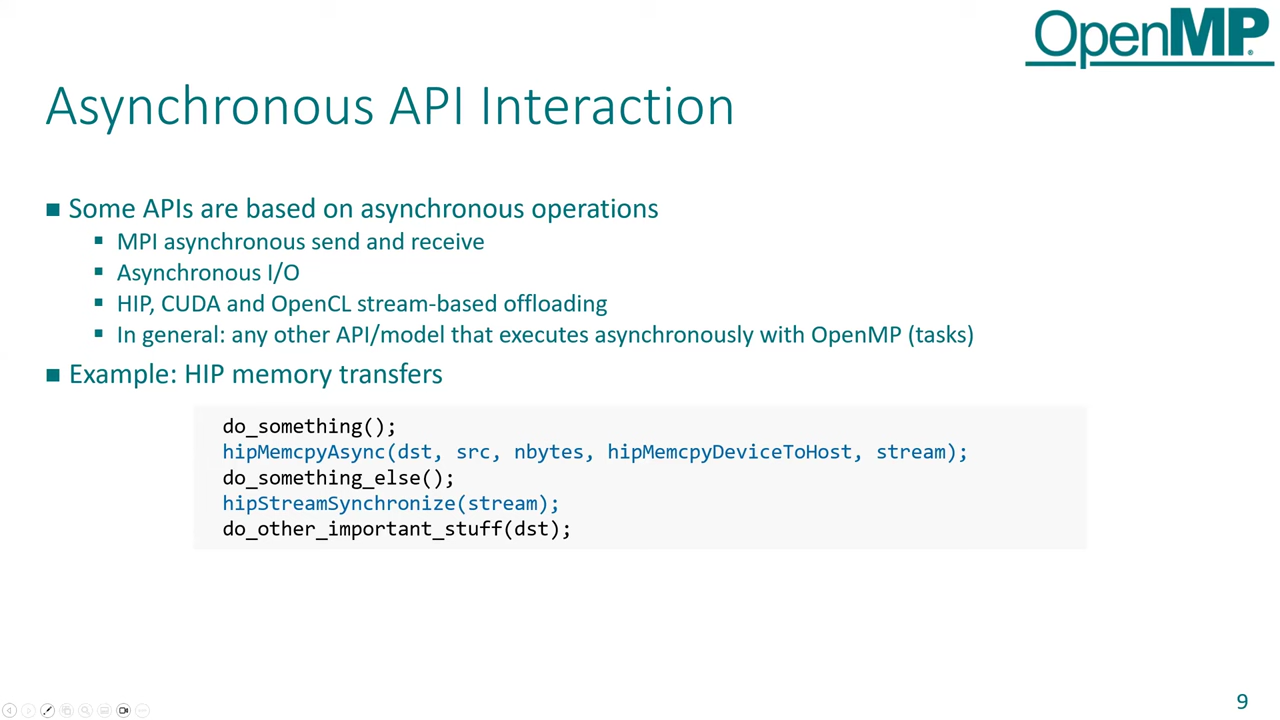 OpenMP®
Asynchronous API Interaction
■ Some APIs are based on asynchronous operations
▪ MPI asynchronous send and receive
▪ Asynchronous I/O
▪ HIP, CUDA and OpenCL stream-based offloading
▪ In general: any other API/model that executes asynchronously with OpenMP (tasks)
■ Example: HIP memory transfers
do_something();
hipMemcpyAsync(dst, src, nbytes, hipMemcpyDeviceToHost, stream);
do_something_else();
hipStreamSynchronize(stream);
do_other_important_stuff(dst);
9